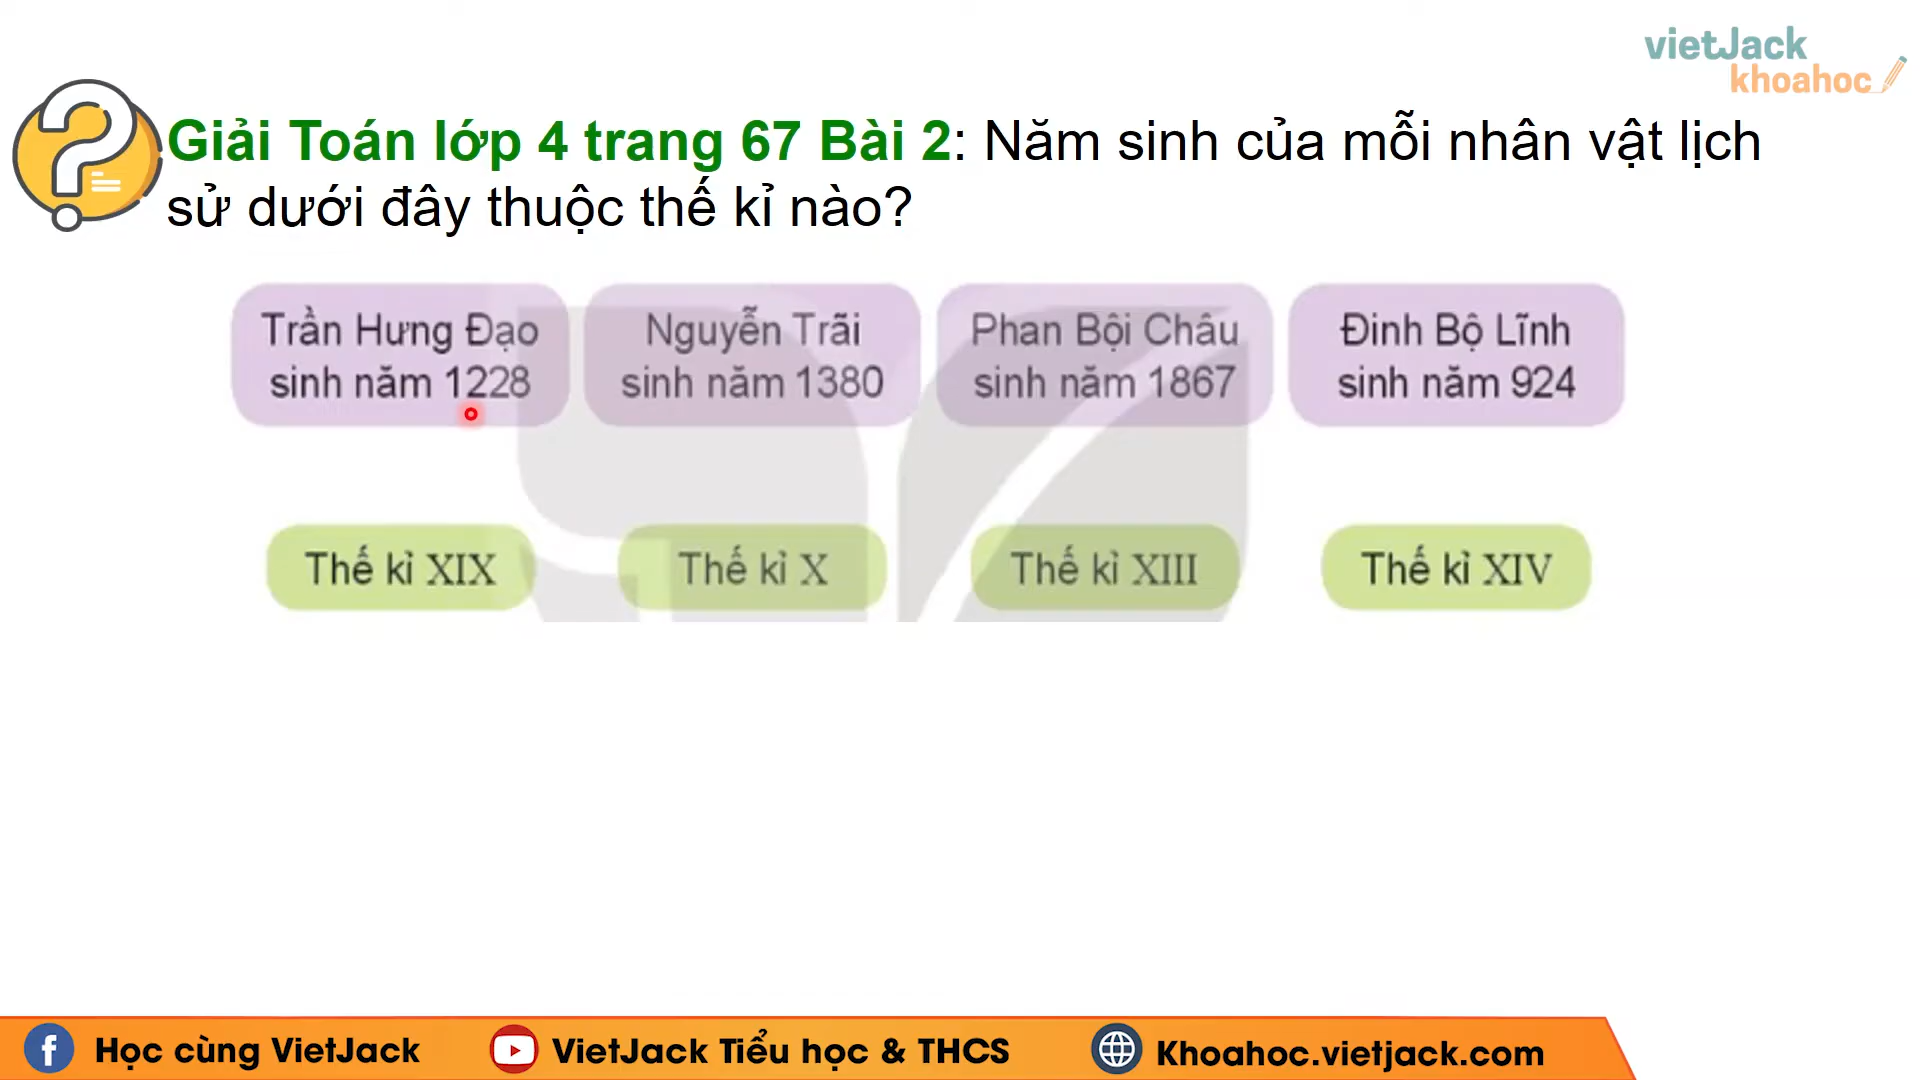 vietJack
khoahoc
Giải Toán lớp 4 trang 67 Bài 2: Năm sinh của mỗi nhân vật lịch
sử dưới đây thuộc thế kỉ nào?
Trần Hưng Đạo
sinh năm 1228
Nguyễn Trãi
sinh năm 1380
Phan Bội Châu
sinh năm 1867
Đinh Bộ Lĩnh
sinh năm 924
Thế kỉ XIX
Thế kỉ X
Thế kỉ XIII
Thế kỉ XIV
Học cùng VietJack
VietJack Tiểu học & THCS
Khoahoc.vietjack.com